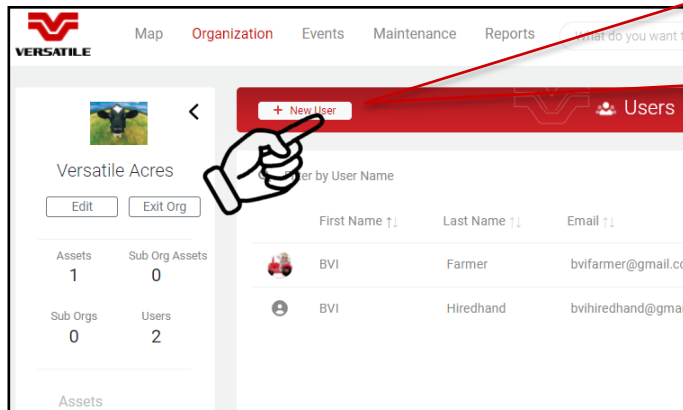 VERSATILE
Map Organization Events Maintenance Reports
What do you want
+ New User
Users
Versatile Acres
by User Name
Edit Exit Org
First Name ↑↓ Last Name ↑↓ Email ↑↓
Assets Sub Org Assets
1 0
BVI Farmer bvifarmer@gmail.co
Sub Orgs Users
0 2
BVI Hiredhand bvihiredhand@gmai
Assets